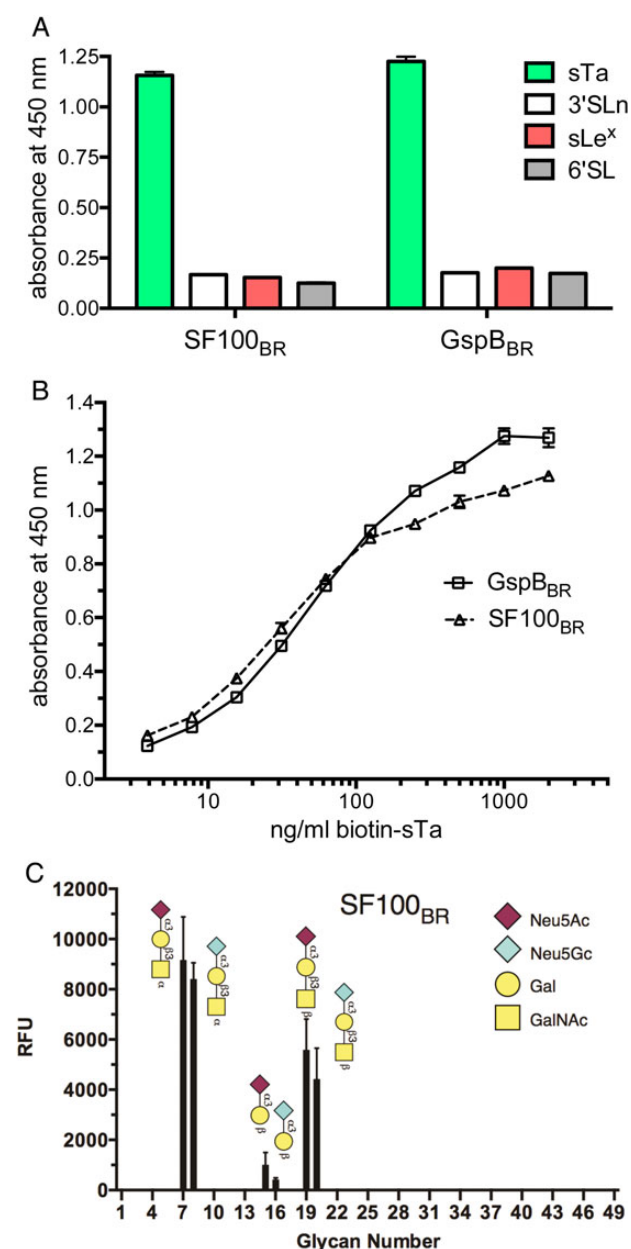 A
absorbance at 450 nm
1.25
1.00
0.75
0.50
0.25
0.00
sTa
3'SLn
sLeˣ
6'SL
SF100BR
GspBBR
B
absorbance at 450 nm
1.4
1.2
1.0
0.8
0.6
0.4
0.2
0.0
GspBBR
SF100BR
10
100
1000
ng/ml biotin-sTa
C
SF100BR
RFU
12000
10000
8000
6000
4000
2000
0
α3
β3
α
α3
β3
α
α3
β
α3
β
α3
β3
β
α3
β3
β
Neu5Ac
Neu5Gc
Gal
GalNAc
1 4 7 10 13 16 19 22 25 28 31 34 37 40 43 46 49
Glycan Number